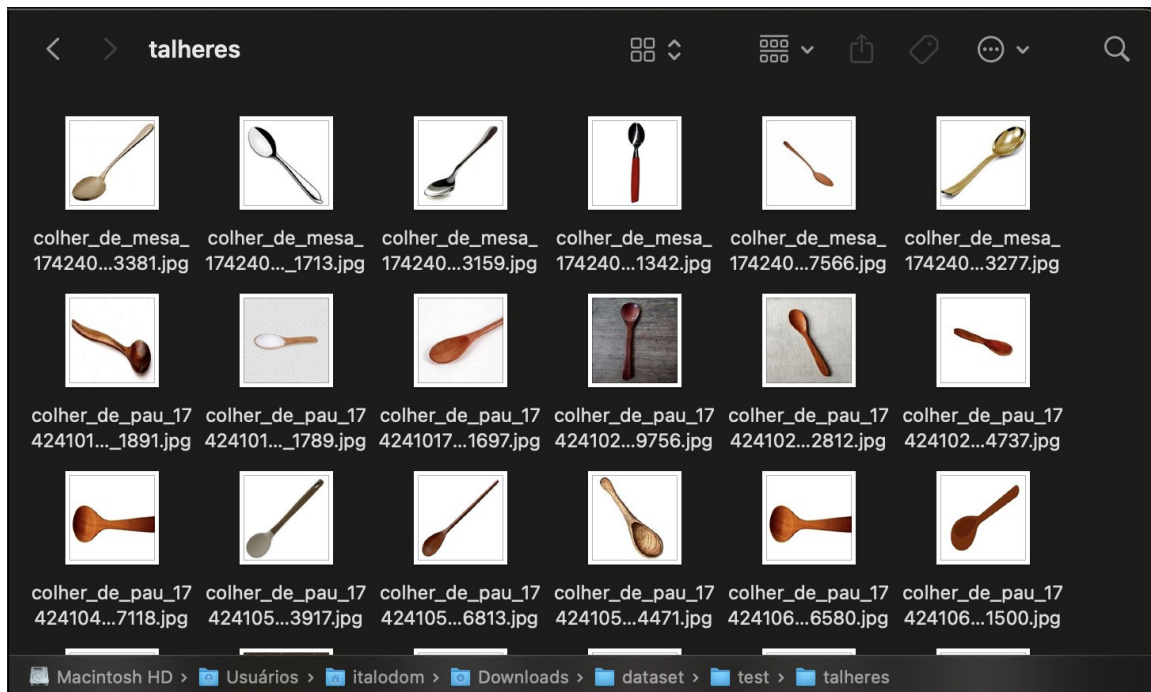 talheres
colher_de_mesa_ colher_de_mesa_ colher_de_mesa_ colher_de_mesa_ colher_de_mesa_ colher_de_mesa_
174240...3381.jpg 174240..._1713.jpg 174240...3159.jpg 174240...1342.jpg 174240...7566.jpg 174240...3277.jpg
colher_de_pau_17 colher_de_pau_17 colher_de_pau_17 colher_de_pau_17 colher_de_pau_17 colher_de_pau_17
424101..._1891.jpg 424101..._1789.jpg 4241017...1697.jpg 424102...9756.jpg 424102...2812.jpg 424102...4737.jpg
colher_de_pau_17 colher_de_pau_17 colher_de_pau_17 colher_de_pau_17 colher_de_pau_17 colher_de_pau_17
424104...7118.jpg 424105...3917.jpg 424105...6813.jpg 424105...4471.jpg 424106...6580.jpg 424106...1500.jpg
Macintosh HD › Usuários › italodom › Downloads › dataset › test › talheres